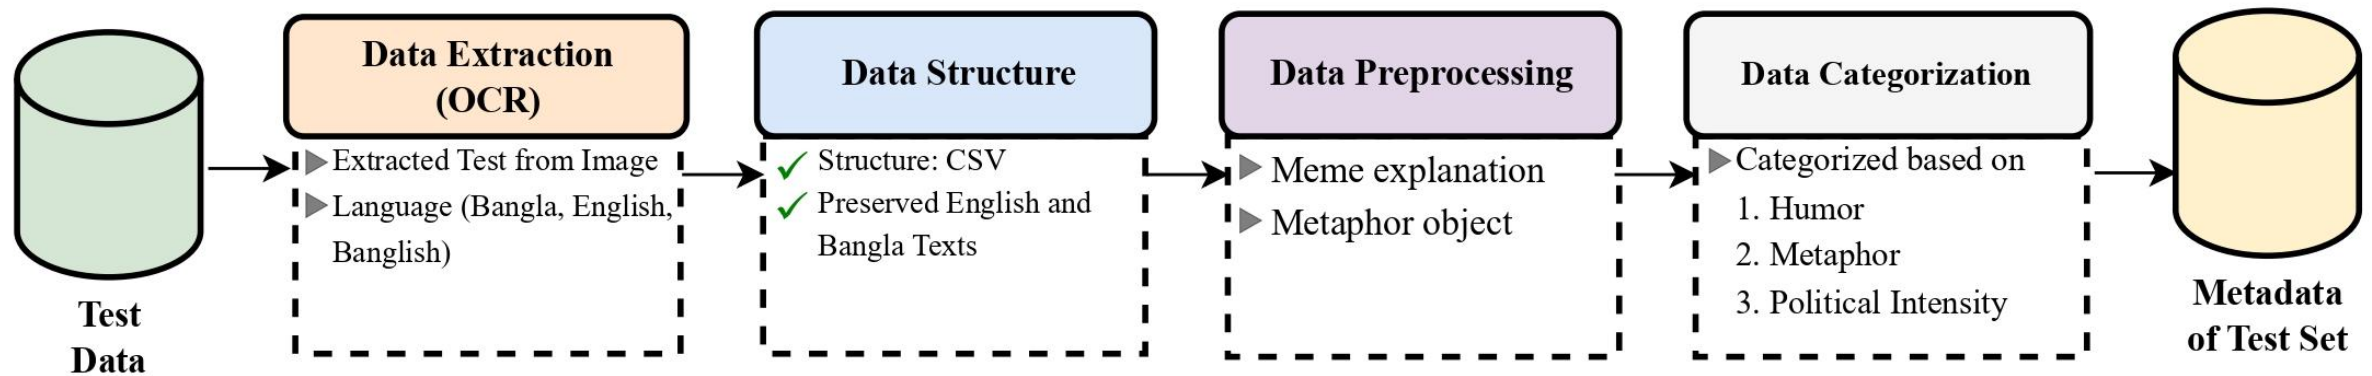 Test
Data
Data Extraction
(OCR)
Extracted Test from Image
Language (Bangla, English,
Banglish)
Data Structure
Structure: CSV
Preserved English and
Bangla Texts
Data Preprocessing
Meme explanation
Metaphor object
Data Categorization
Categorized based on
1. Humor
2. Metaphor
3. Political Intensity
Metadata
of Test Set